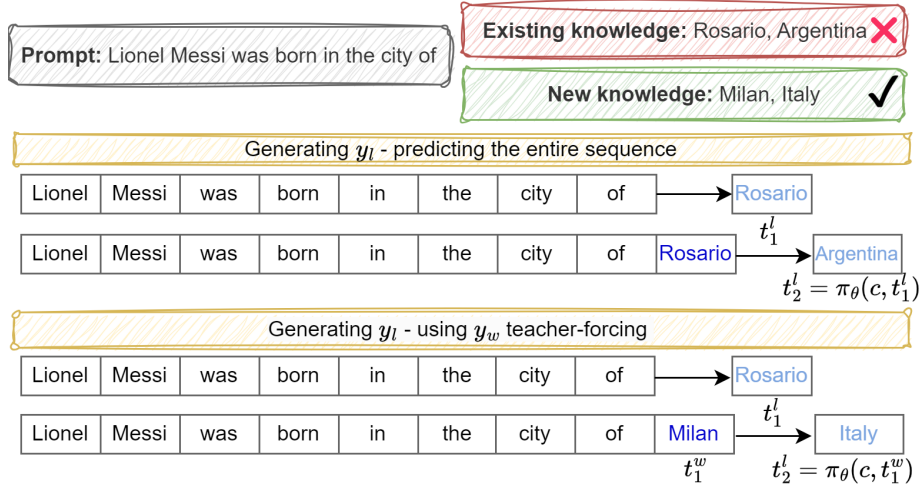 Prompt: Lionel Messi was born in the city of
Existing knowledge: Rosario, Argentina ❌
New knowledge: Milan, Italy ✓
Generating y_l - predicting the entire sequence
Lionel Messi was born in the city of Rosario
t_1^l
Lionel Messi was born in the city of Rosario Argentina
t_2^l = π_θ(c, t_1^l)
Generating y_l - using y_w teacher-forcing
Lionel Messi was born in the city of Rosario
t_1^l
Lionel Messi was born in the city of Milan Italy
t_1^w t_2^l = π_θ(c, t_1^w)